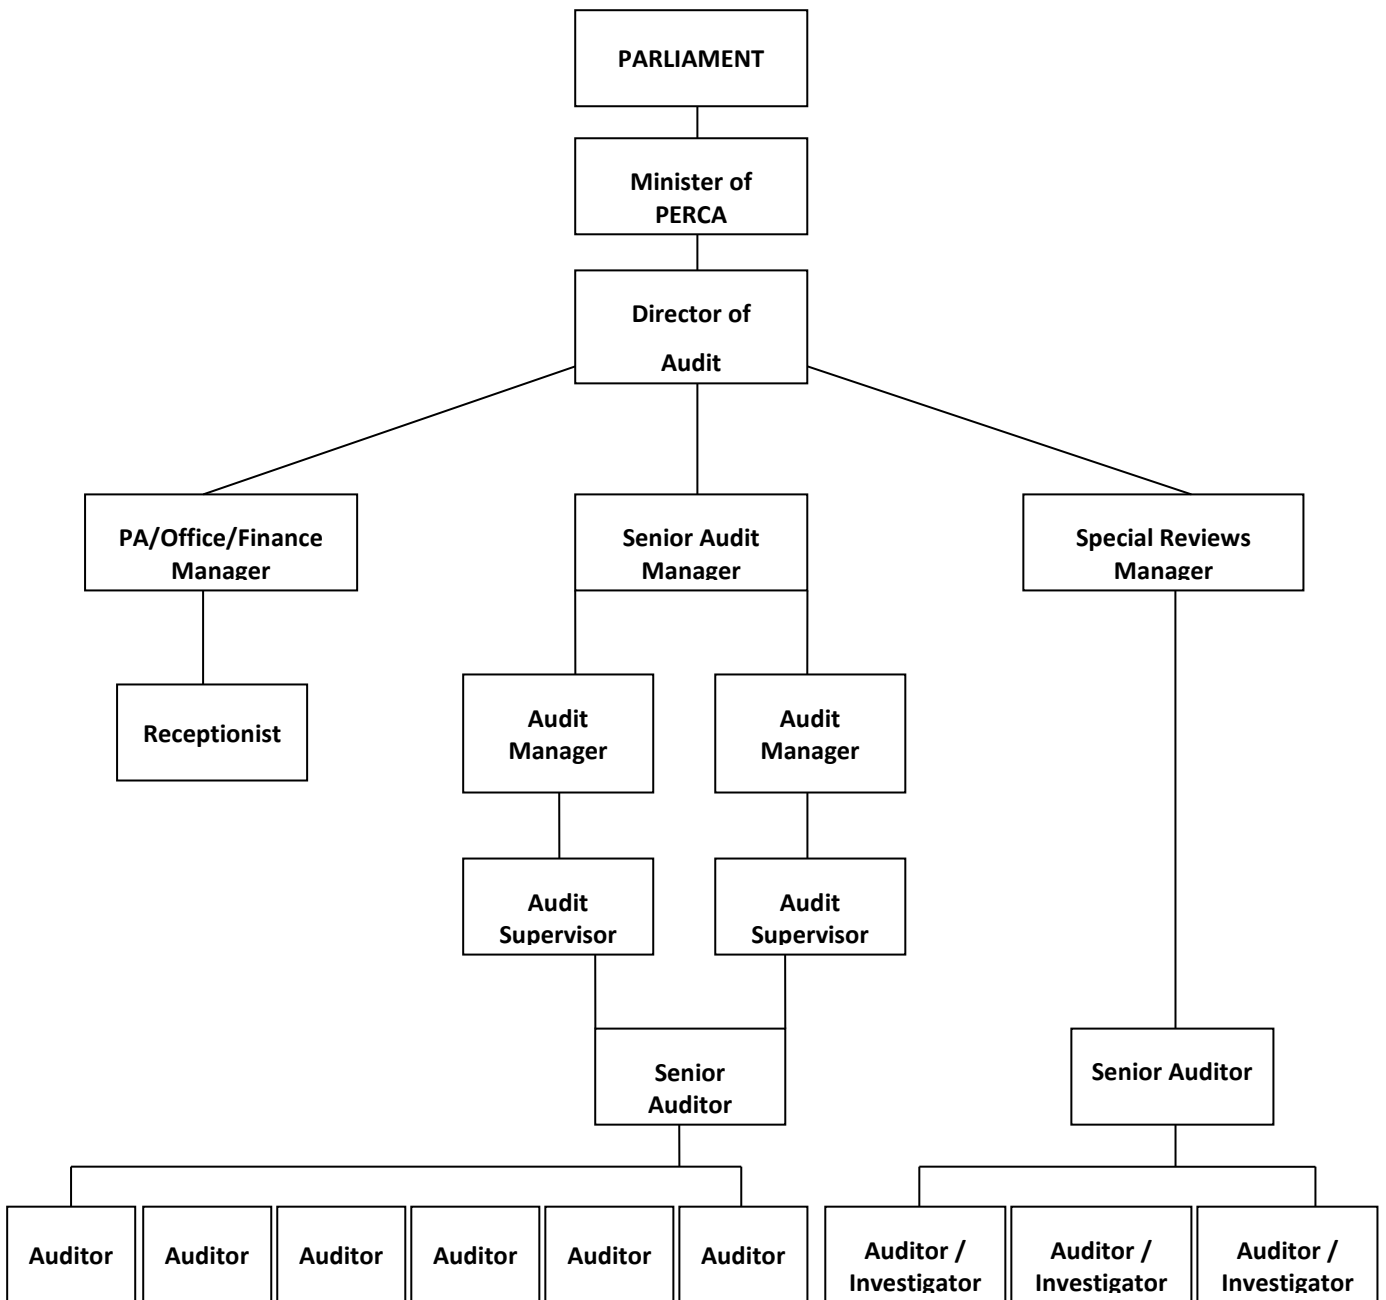 PARLIAMENT
Minister of
PERCA
Director of
Audit
PA/Office/Finance
Manager
Senior Audit
Manager
Special Reviews
Manager
Receptionist
Audit
Manager
Audit
Manager
Audit
Supervisor
Audit
Supervisor
Senior
Auditor
Senior Auditor
Auditor
Auditor
Auditor
Auditor
Auditor
Auditor
Auditor /
Investigator
Auditor /
Investigator
Auditor /
Investigator